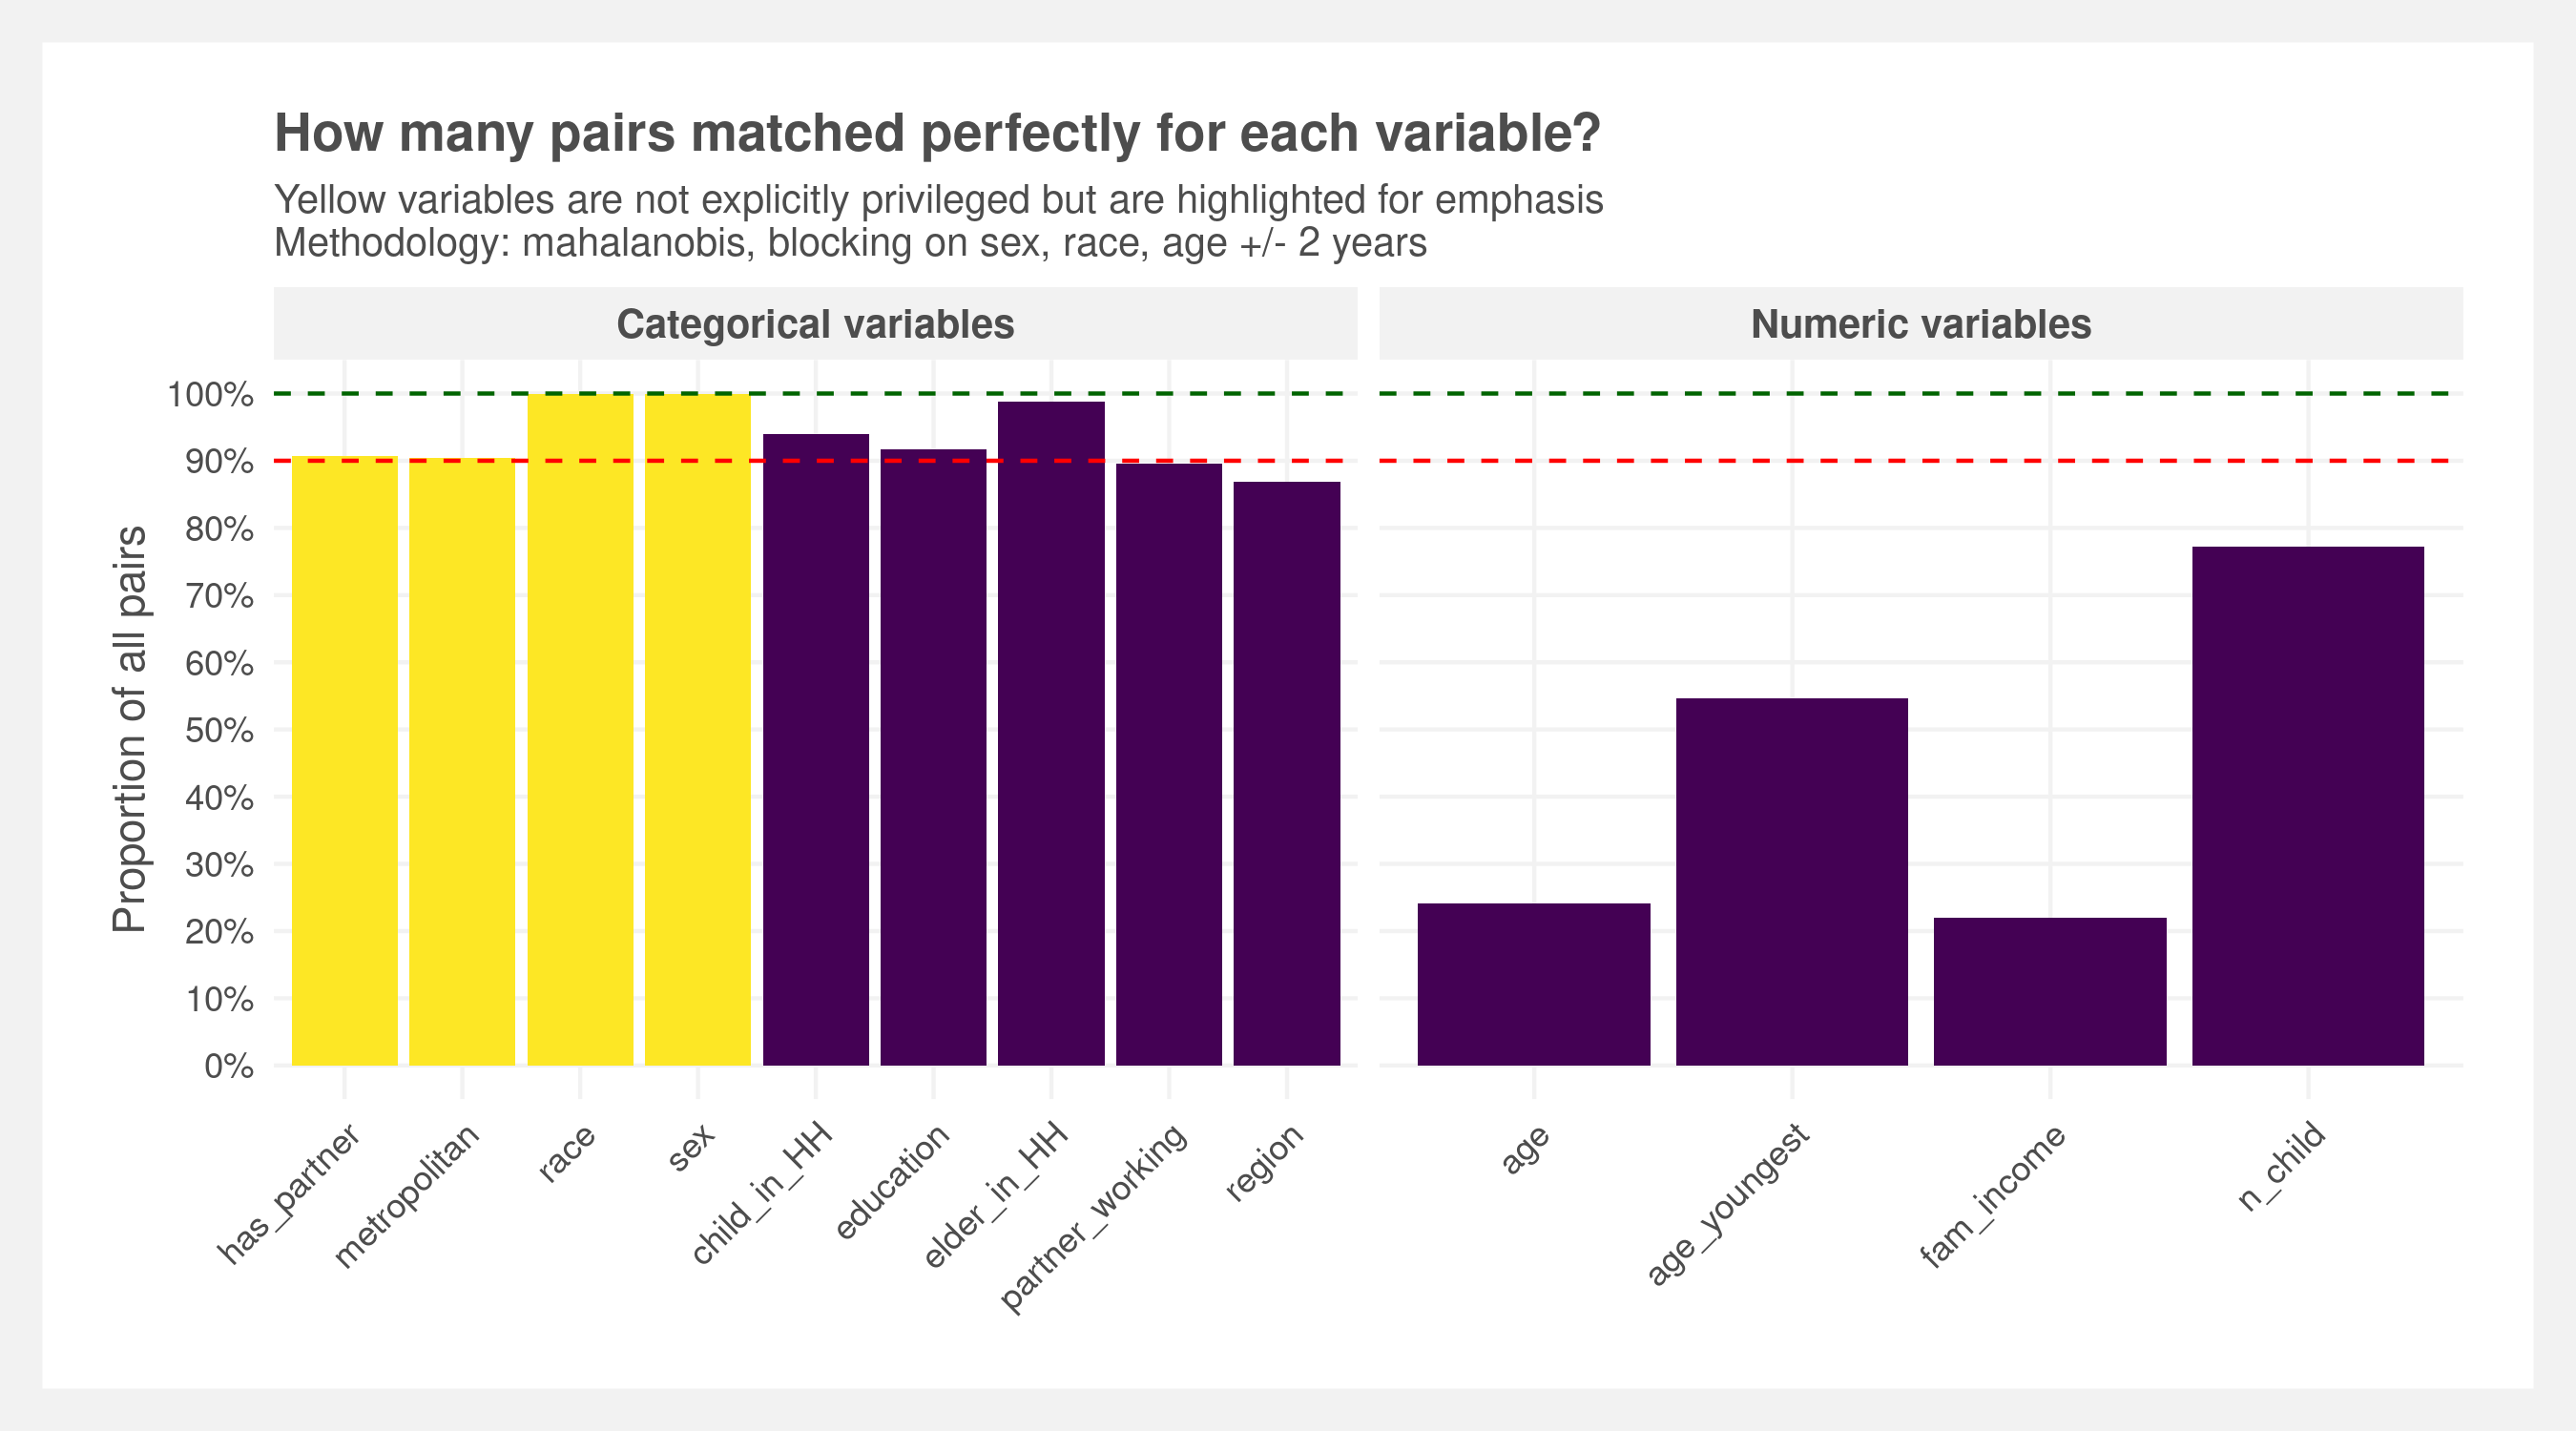 How many pairs matched perfectly for each variable?
Yellow variables are not explicitly privileged but are highlighted for emphasis
Methodology: mahalanobis, blocking on sex, race, age +/- 2 years
Categorical variables
Numeric variables
Proportion of all pairs
100%
90%
80%
70%
60%
50%
40%
30%
20%
10%
0%
has_partner
metropolitan
race
sex
child_in_HH
education
elder_in_HH
partner_working
region
age
age_youngest
fam_income
n_child